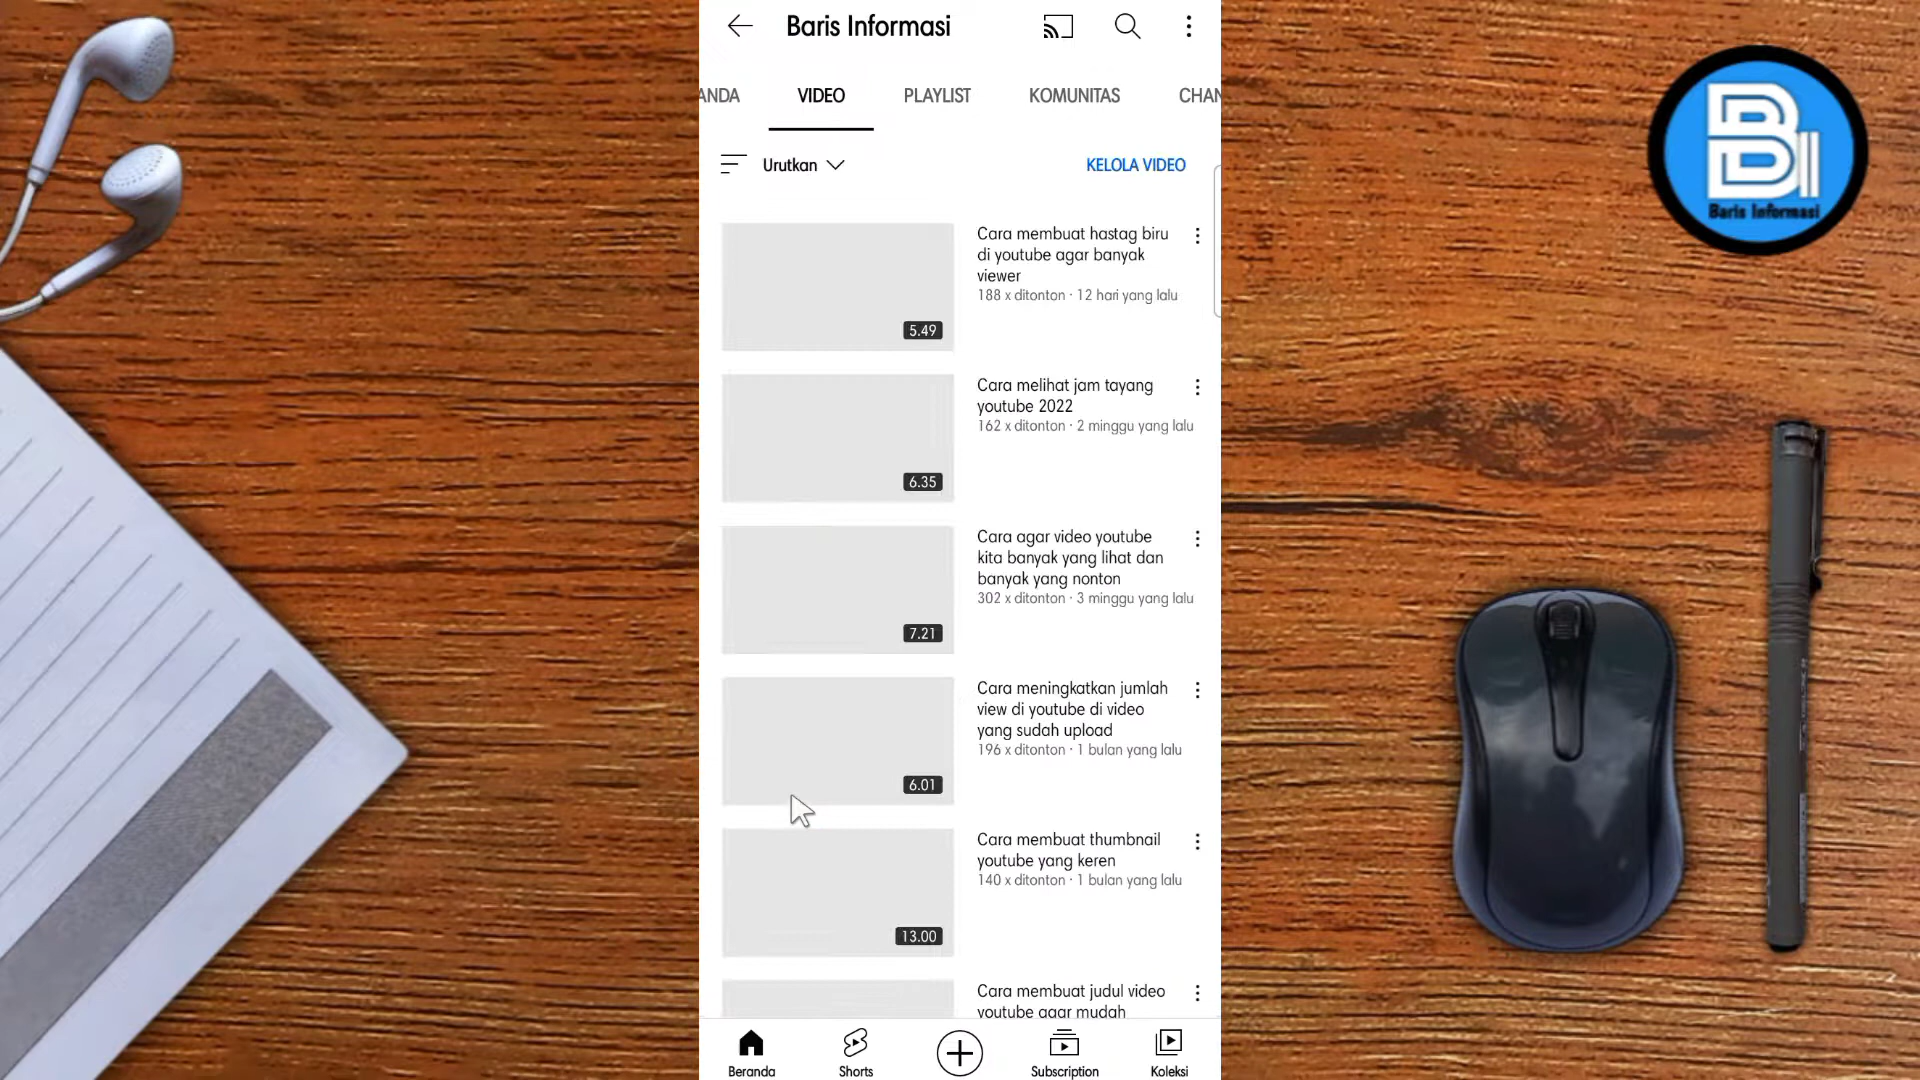 Baris Informasi
ANDA VIDEO PLAYLIST KOMUNITAS CHAN
Urutkan KELOLA VIDEO
Cara membuat hastag biru
di youtube agar banyak
viewer
188 x ditonton · 12 hari yang lalu
5.49
Cara melihat jam tayang
youtube 2022
162 x ditonton · 2 minggu yang lalu
6.35
Cara agar video youtube
kita banyak yang lihat dan
banyak yang nonton
302 x ditonton · 3 minggu yang lalu
7.21
Cara meningkatkan jumlah
view di youtube di video
yang sudah upload
196 x ditonton · 1 bulan yang lalu
6.01
Cara membuat thumbnail
youtube yang keren
140 x ditonton · 1 bulan yang lalu
13.00
Cara membuat judul video
youtube agar mudah
Beranda Shorts Subscription Koleksi
BI
Baris Informasi